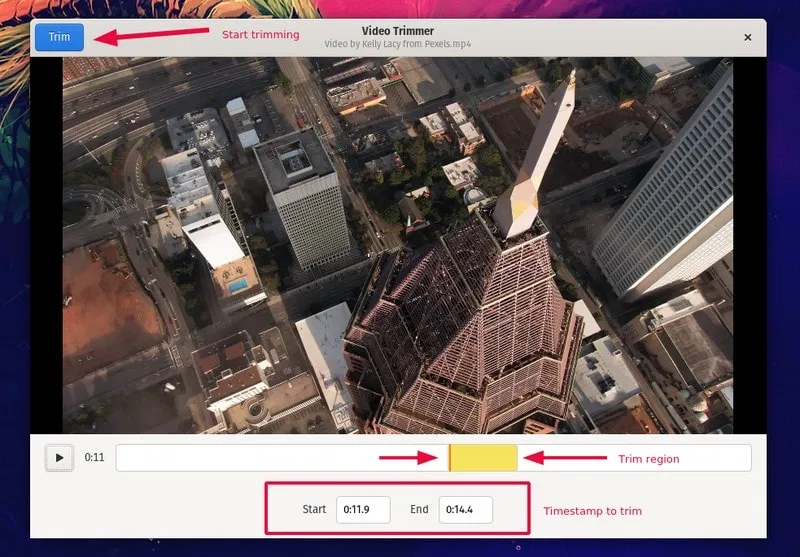 Trim
Start trimming
Video Trimmer
Video by Kelly Lacy from Pexels.mp4
0:11
Trim region
Start 0:11.9 End 0:14.4
Timestamp to trim